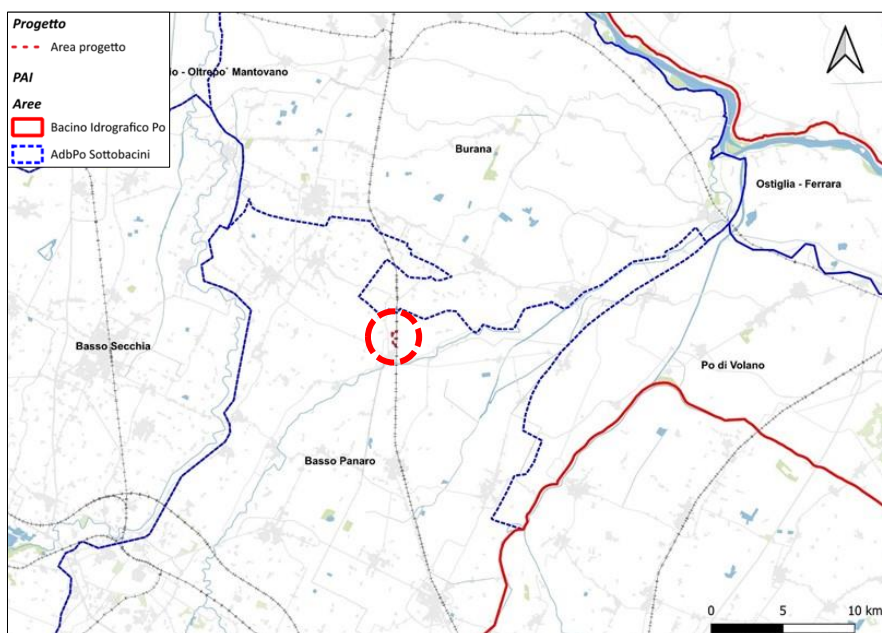 Progetto
Area progetto
PAI
Aree
Bacino Idrografico Po
AdbPo Sottobacini
io - Oltrepo` Mantovano
Burana
Ostiglia - Ferrara
Basso Secchia
Po di Volano
Basso Panaro
0 5 10 km